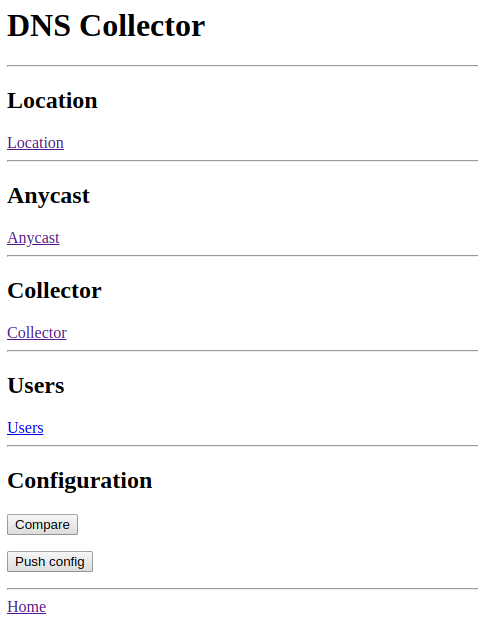 DNS Collector
Location
Location
Anycast
Anycast
Collector
Collector
Users
Users
Configuration
Compare
Push config
Home